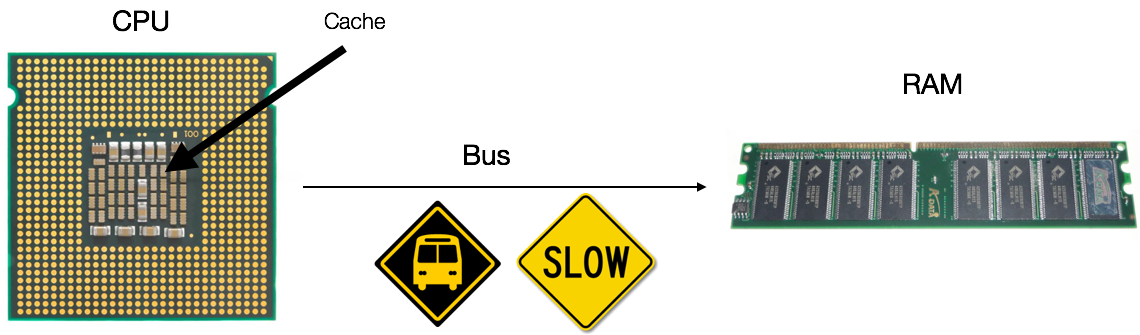 CPU
Cache
RAM
Bus
SLOW